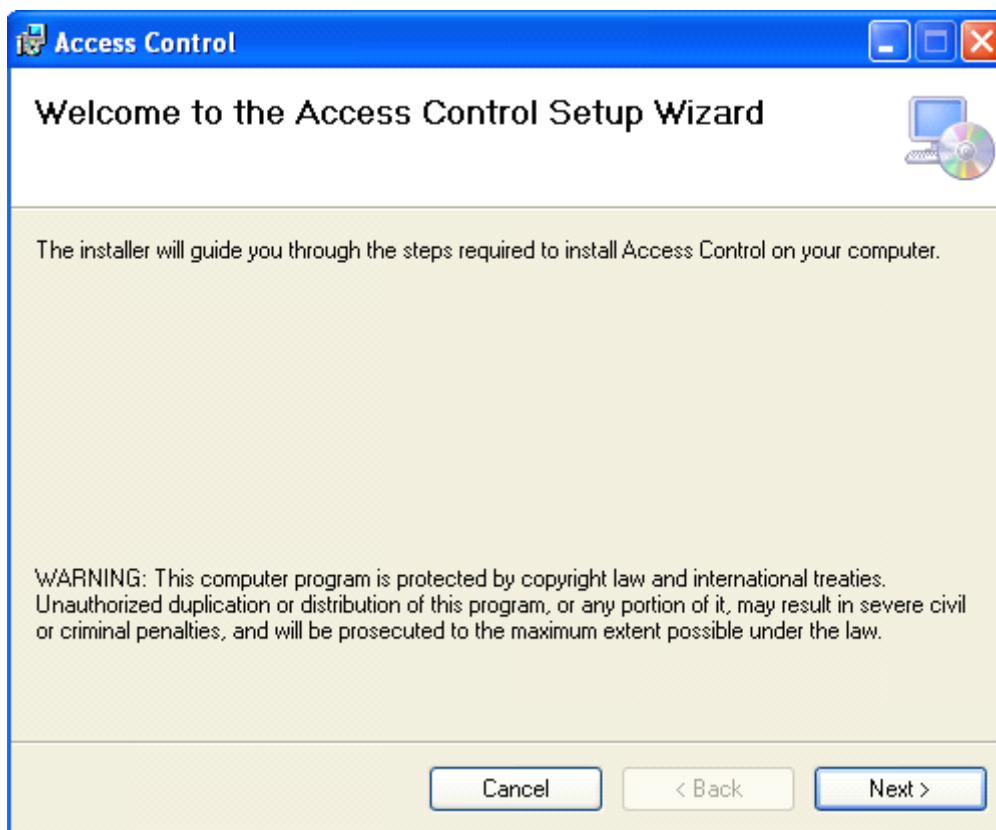 Access Control
Welcome to the Access Control Setup Wizard
The installer will guide you through the steps required to install Access Control on your computer.
WARNING: This computer program is protected by copyright law and international treaties.
Unauthorized duplication or distribution of this program, or any portion of it, may result in severe civil
or criminal penalties, and will be prosecuted to the maximum extent possible under the law.
Cancel
< Back
Next >